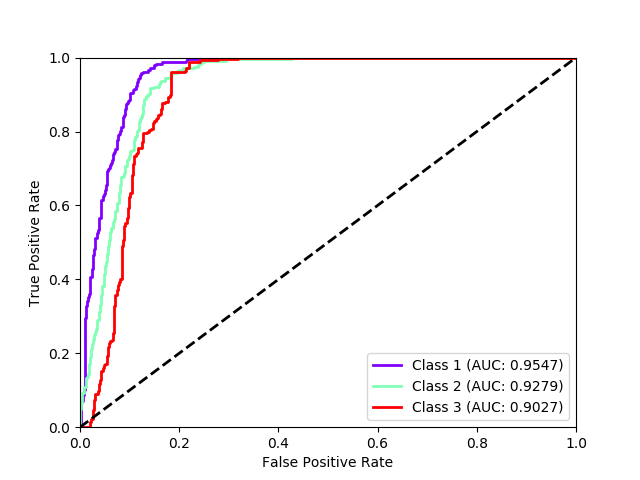 1.0
0.8
0.6
0.4
0.2
0.0
True Positive Rate
Class 1 (AUC: 0.9547)
Class 2 (AUC: 0.9279)
Class 3 (AUC: 0.9027)
0.0 0.2 0.4 0.6 0.8 1.0
False Positive Rate